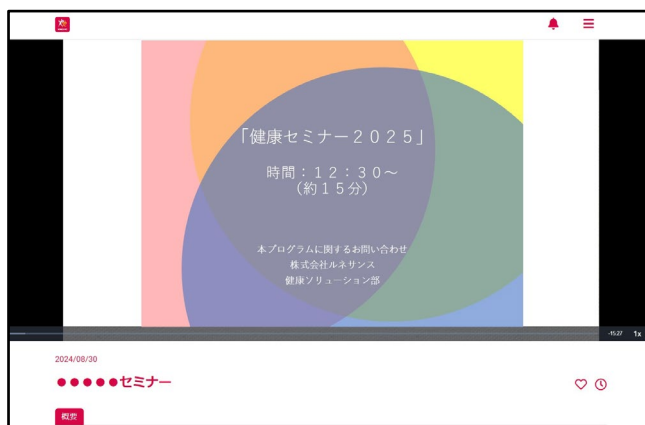 「健康セミナー２０２５」
時間：１２：３０～
(約１５分)
本プログラムに関するお問い合わせ
株式会社ルネサンス
健康ソリューション部
-15:27 1x
2024/08/30
●●●●●セミナー
概要